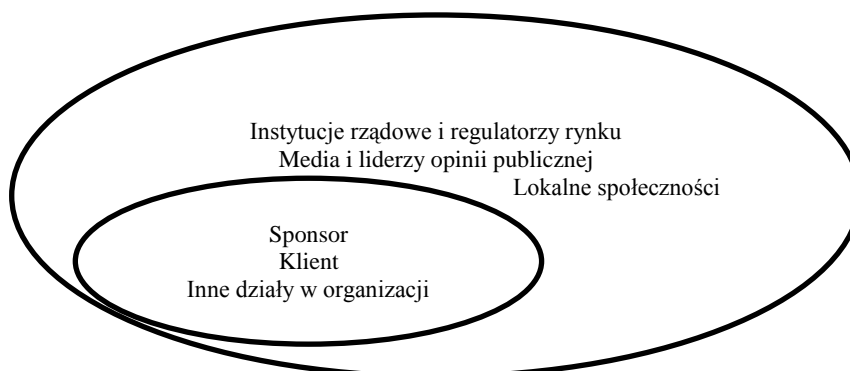 Instytucje rządowe i regulatorzy rynku
Media i liderzy opinii publicznej
Lokalne społeczności
Sponsor
Klient
Inne działy w organizacji